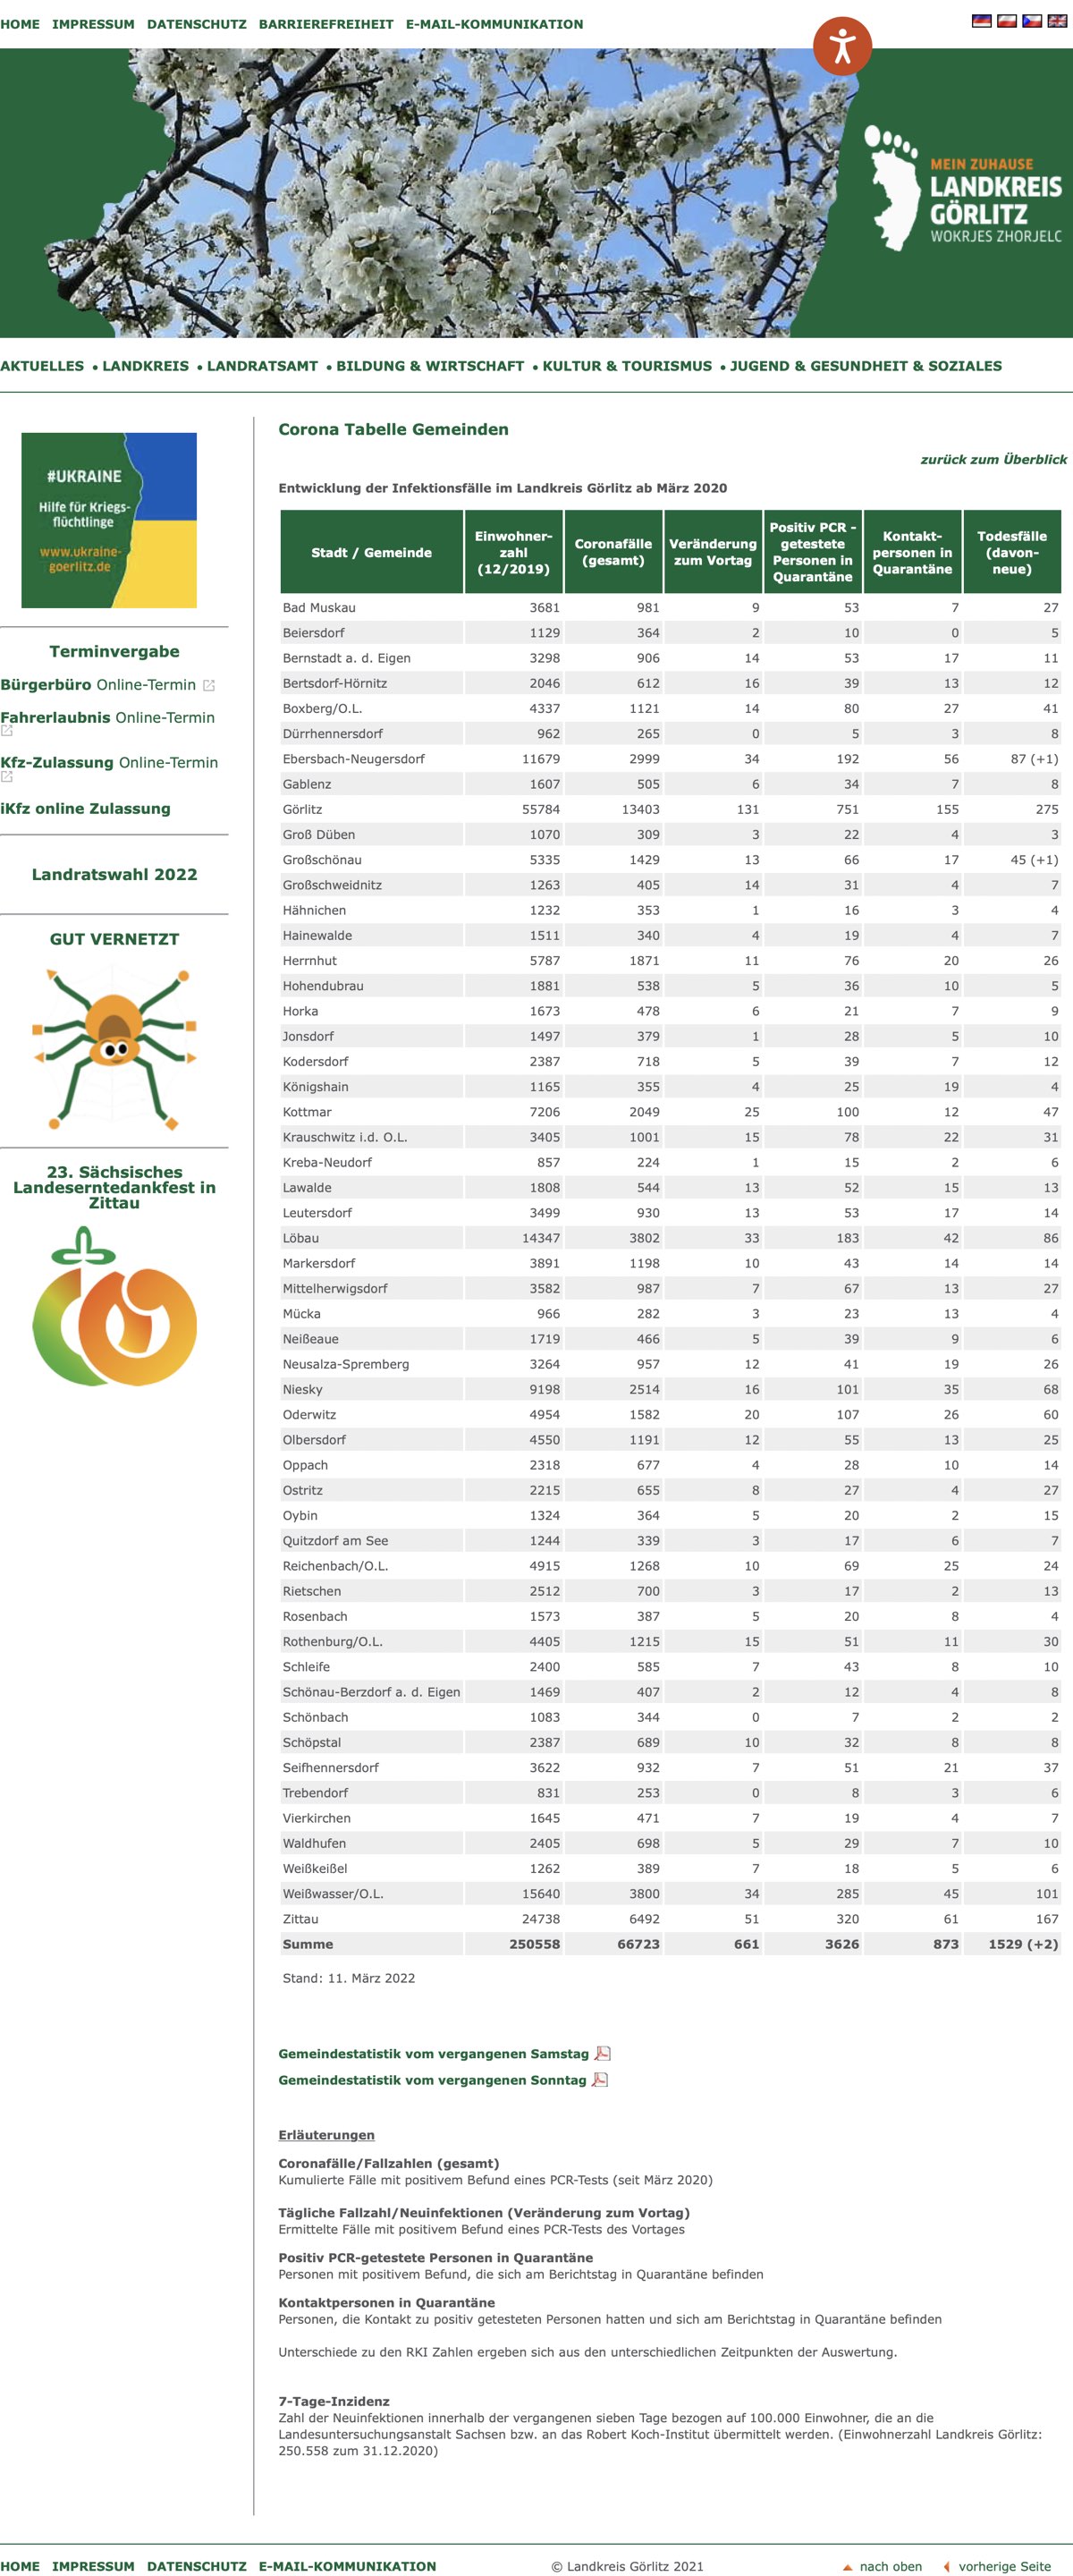 HOME IMPRESSUM DATENSCHUTZ BARRIEREFREIHEIT E-MAIL-KOMMUNIKATION
MEIN ZUHAUSE
LANDKREIS
GÖRLITZ
WOKRJES ZHORJELC
AKTUELLES • LANDKREIS • LANDRATSAMT • BILDUNG & WIRTSCHAFT • KULTUR & TOURISMUS • JUGEND & GESUNDHEIT & SOZIALES
#UKRAINE
Hilfe für Kriegs-
flüchtlinge
www.ukraine-
goerlitz.de
Terminvergabe
Bürgerbüro Online-Termin
Fahrerlaubnis Online-Termin
Kfz-Zulassung Online-Termin
iKfz online Zulassung
Landratswahl 2022
GUT VERNETZT
23. Sächsisches
Landeserntedankfest in
Zittau
Corona Tabelle Gemeinden
zurück zum Überblick
Entwicklung der Infektionsfälle im Landkreis Görlitz ab März 2020
Stadt / Gemeinde Einwohner-zahl (12/2019) Coronafälle (gesamt) Veränderung zum Vortag Positiv PCR - getestete Personen in Quarantäne Kontakt-personen in Quarantäne Todesfälle (davon-neue)
Bad Muskau 3681 981 9 53 7 27
Beiersdorf 1129 364 2 10 0 5
Bernstadt a. d. Eigen 3298 906 14 53 17 11
Bertsdorf-Hörnitz 2046 612 16 39 13 12
Boxberg/O.L. 4337 1121 14 80 27 41
Dürrhennersdorf 962 265 0 5 3 8
Ebersbach-Neugersdorf 11679 2999 34 192 56 87 (+1)
Gablenz 1607 505 6 34 7 8
Görlitz 55784 13403 131 751 155 275
Groß Düben 1070 309 3 22 4 3
Großschönau 5335 1429 13 66 17 45 (+1)
Großschweidnitz 1263 405 14 31 4 7
Hähnichen 1232 353 1 16 3 4
Hainewalde 1511 340 4 19 4 7
Herrnhut 5787 1871 11 76 20 26
Hohendubrau 1881 538 5 36 10 5
Horka 1673 478 6 21 7 9
Jonsdorf 1497 379 1 28 5 10
Kodersdorf 2387 718 5 39 7 12
Königshain 1165 355 4 25 19 4
Kottmar 7206 2049 25 100 12 47
Krauschwitz i.d. O.L. 3405 1001 15 78 22 31
Kreba-Neudorf 857 224 1 15 2 6
Lawalde 1808 544 13 52 15 13
Leutersdorf 3499 930 13 53 17 14
Löbau 14347 3802 33 183 42 86
Markersdorf 3891 1198 10 43 14 14
Mittelherwigsdorf 3582 987 7 67 13 27
Mücka 966 282 3 23 13 4
Neißeaue 1719 466 5 39 9 6
Neusalza-Spremberg 3264 957 12 41 19 26
Niesky 9198 2514 16 101 35 68
Oderwitz 4954 1582 20 107 26 60
Olbersdorf 4550 1191 12 55 13 25
Oppach 2318 677 4 28 10 14
Ostritz 2215 655 8 27 4 27
Oybin 1324 364 5 20 2 15
Quitzdorf am See 1244 339 3 17 6 7
Reichenbach/O.L. 4915 1268 10 69 25 24
Rietschen 2512 700 3 17 2 13
Rosenbach 1573 387 5 20 8 4
Rothenburg/O.L. 4405 1215 15 51 11 30
Schleife 2400 585 7 43 8 10
Schönau-Berzdorf a. d. Eigen 1469 407 2 12 4 8
Schönbach 1083 344 0 7 2 2
Schöpstal 2387 689 10 32 8 8
Seifhennersdorf 3622 932 7 51 21 37
Trebendorf 831 253 0 8 3 6
Vierkirchen 1645 471 7 19 4 7
Waldhufen 2405 698 5 29 7 10
Weißkeißel 1262 389 7 18 5 6
Weißwasser/O.L. 15640 3800 34 285 45 101
Zittau 24738 6492 51 320 61 167
Summe 250558 66723 661 3626 873 1529 (+2)
Stand: 11. März 2022
Gemeindestatistik vom vergangenen Samstag
Gemeindestatistik vom vergangenen Sonntag
Erläuterungen
Coronafälle/Fallzahlen (gesamt)
Kumulierte Fälle mit positivem Befund eines PCR-Tests (seit März 2020)
Tägliche Fallzahl/Neuinfektionen (Veränderung zum Vortag)
Ermittelte Fälle mit positivem Befund eines PCR-Tests des Vortages
Positiv PCR-getestete Personen in Quarantäne
Personen mit positivem Befund, die sich am Berichtstag in Quarantäne befinden
Kontaktpersonen in Quarantäne
Personen, die Kontakt zu positiv getesteten Personen hatten und sich am Berichtstag in Quarantäne befinden
Unterschiede zu den RKI Zahlen ergeben sich aus den unterschiedlichen Zeitpunkten der Auswertung.
7-Tage-Inzidenz
Zahl der Neuinfektionen innerhalb der vergangenen sieben Tage bezogen auf 100.000 Einwohner, die an die
Landesuntersuchungsanstalt Sachsen bzw. an das Robert Koch-Institut übermittelt werden. (Einwohnerzahl Landkreis Görlitz:
250.558 zum 31.12.2020)
HOME IMPRESSUM DATENSCHUTZ E-MAIL-KOMMUNIKATION © Landkreis Görlitz 2021 nach oben vorherige Seite